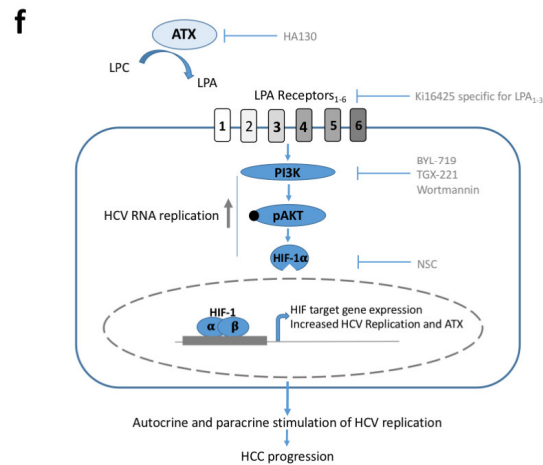 f
ATX
HA130
LPC
LPA
LPA Receptors1-6
Ki16425 specific for LPA1-3
1 2 3 4 5 6
PI3K
BYL-719
TGX-221
Wortmannin
HCV RNA replication
pAKT
HIF-1α
NSC
HIF-1
α β
HIF target gene expression
Increased HCV Replication and ATX
Autocrine and paracrine stimulation of HCV replication
HCC progression